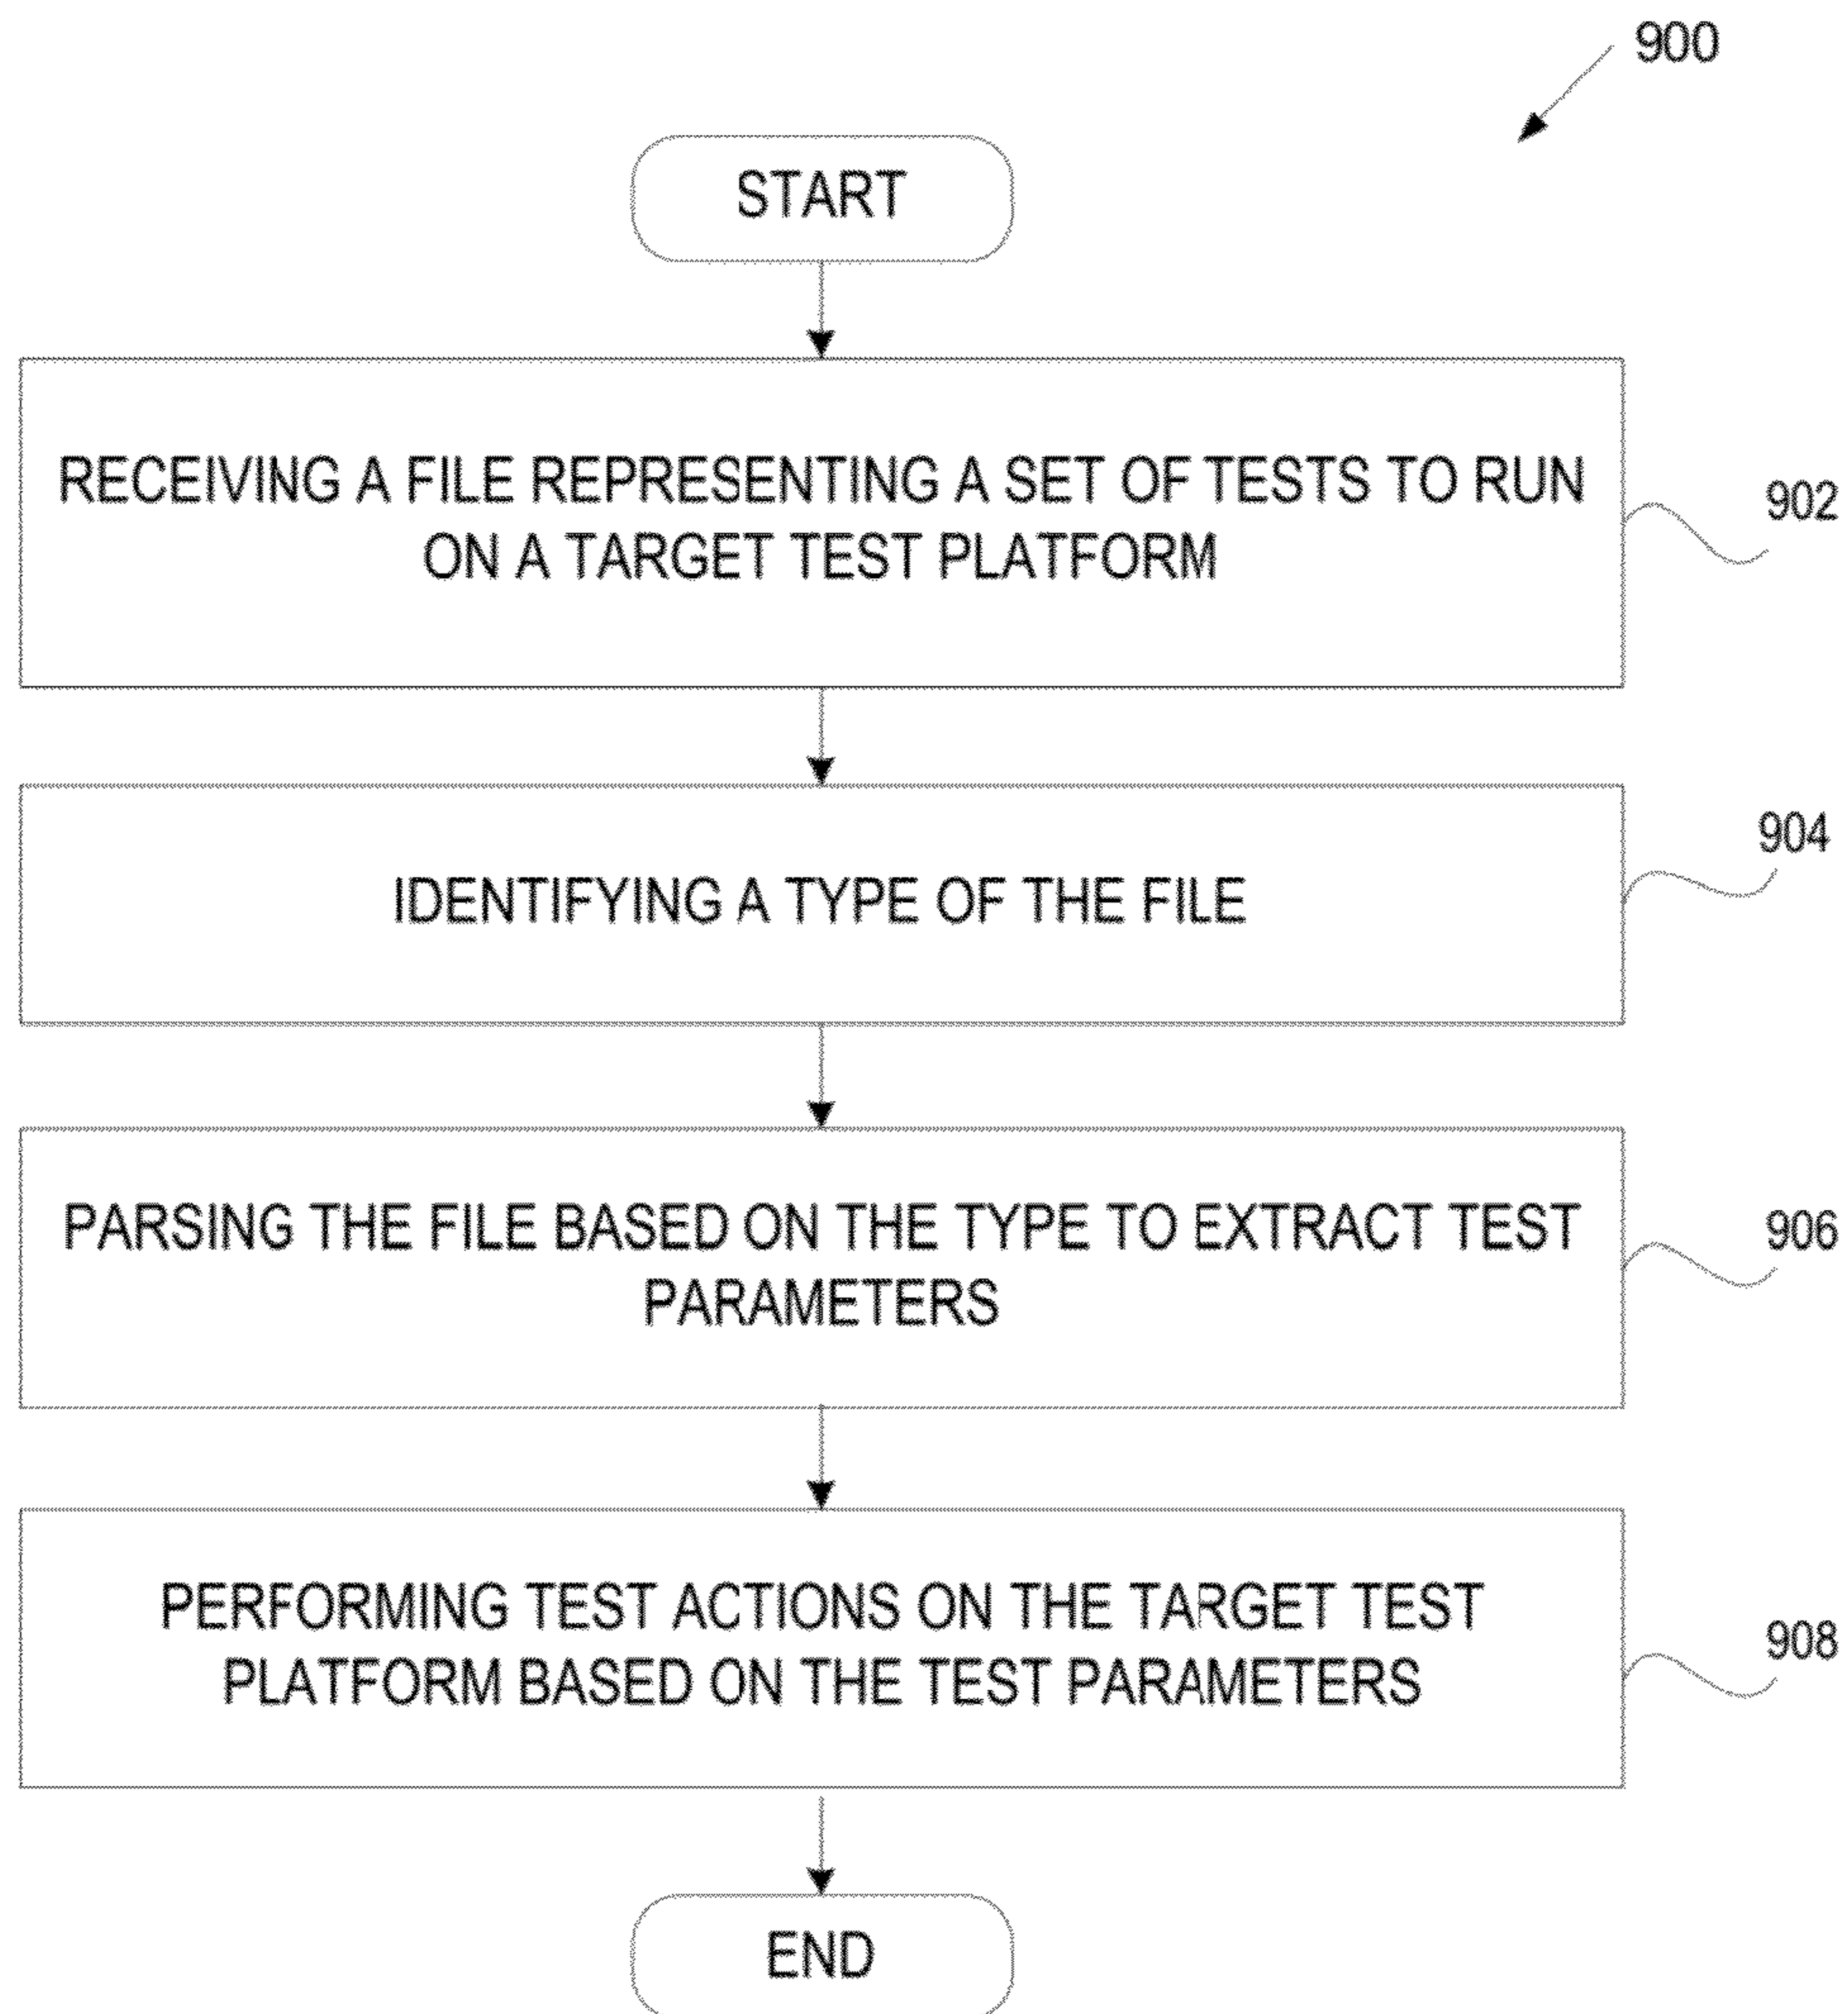 900
START
RECEIVING A FILE REPRESENTING A SET OF TESTS TO RUN
ON A TARGET TEST PLATFORM
902
IDENTIFYING A TYPE OF THE FILE
904
PARSING THE FILE BASED ON THE TYPE TO EXTRACT TEST
PARAMETERS
906
PERFORMING TEST ACTIONS ON THE TARGET TEST
PLATFORM BASED ON THE TEST PARAMETERS
908
END